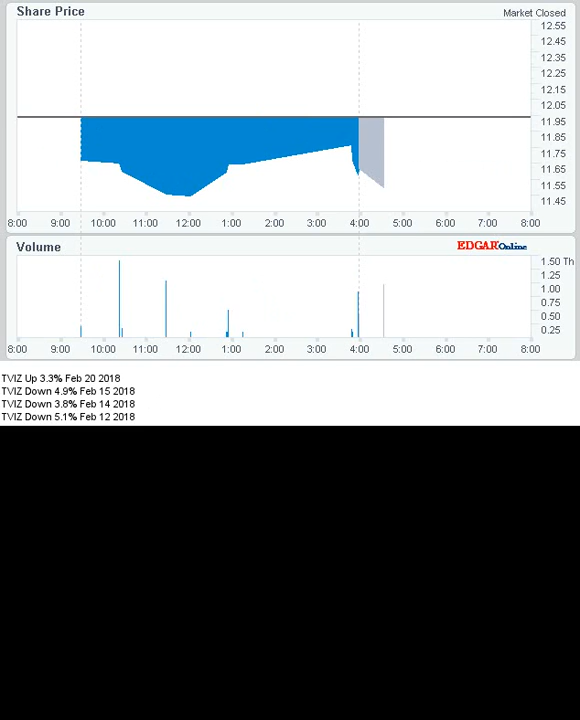 Share Price
Market Closed
12.55
12.45
12.35
12.25
12.15
12.05
11.95
11.85
11.75
11.65
11.55
11.45
8:00 9:00 10:00 11:00 12:00 1:00 2:00 3:00 4:00 5:00 6:00 7:00 8:00
Volume
EDGAR Online
1.50 Th
1.25
1.00
0.75
0.50
0.25
8:00 9:00 10:00 11:00 12:00 1:00 2:00 3:00 4:00 5:00 6:00 7:00 8:00
TVIZ Up 3.3% Feb 20 2018
TVIZ Down 4.9% Feb 15 2018
TVIZ Down 3.8% Feb 14 2018
TVIZ Down 5.1% Feb 12 2018